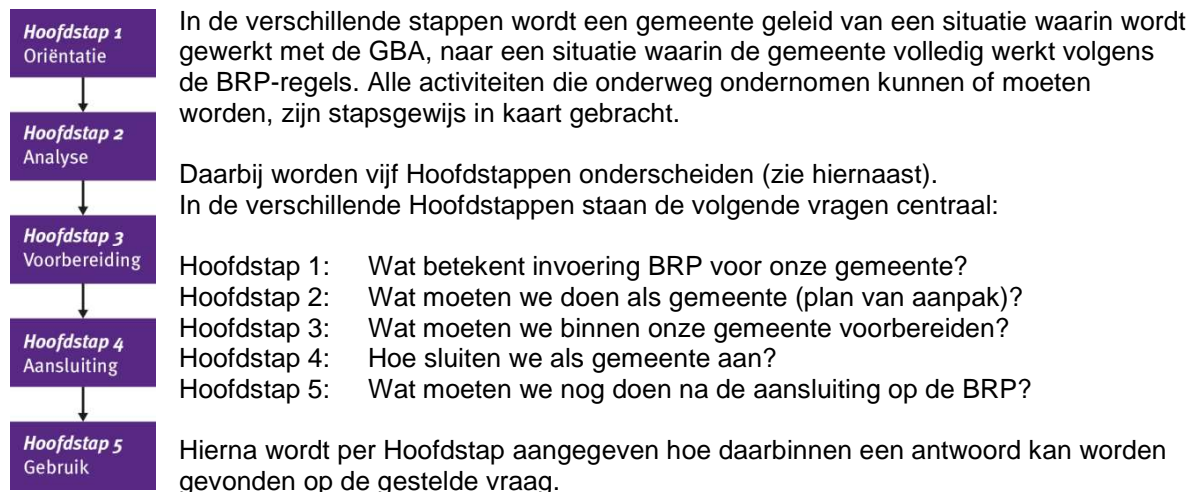 Hoofdstap 1
Oriëntatie
Hoofdstap 2
Analyse
Hoofdstap 3
Voorbereiding
Hoofdstap 4
Aansluiting
Hoofdstap 5
Gebruik
In de verschillende stappen wordt een gemeente geleid van een situatie waarin wordt
gewerkt met de GBA, naar een situatie waarin de gemeente volledig werkt volgens
de BRP-regels. Alle activiteiten die onderweg ondernomen kunnen of moeten
worden, zijn stapsgewijs in kaart gebracht.
Daarbij worden vijf Hoofdstappen onderscheiden (zie hiernaast).
In de verschillende Hoofdstappen staan de volgende vragen centraal:
Hoofdstap 1: Wat betekent invoering BRP voor onze gemeente?
Hoofdstap 2: Wat moeten we doen als gemeente (plan van aanpak)?
Hoofdstap 3: Wat moeten we binnen onze gemeente voorbereiden?
Hoofdstap 4: Hoe sluiten we als gemeente aan?
Hoofdstap 5: Wat moeten we nog doen na de aansluiting op de BRP?
Hierna wordt per Hoofdstap aangegeven hoe daarbinnen een antwoord kan worden
gevonden op de gestelde vraag.